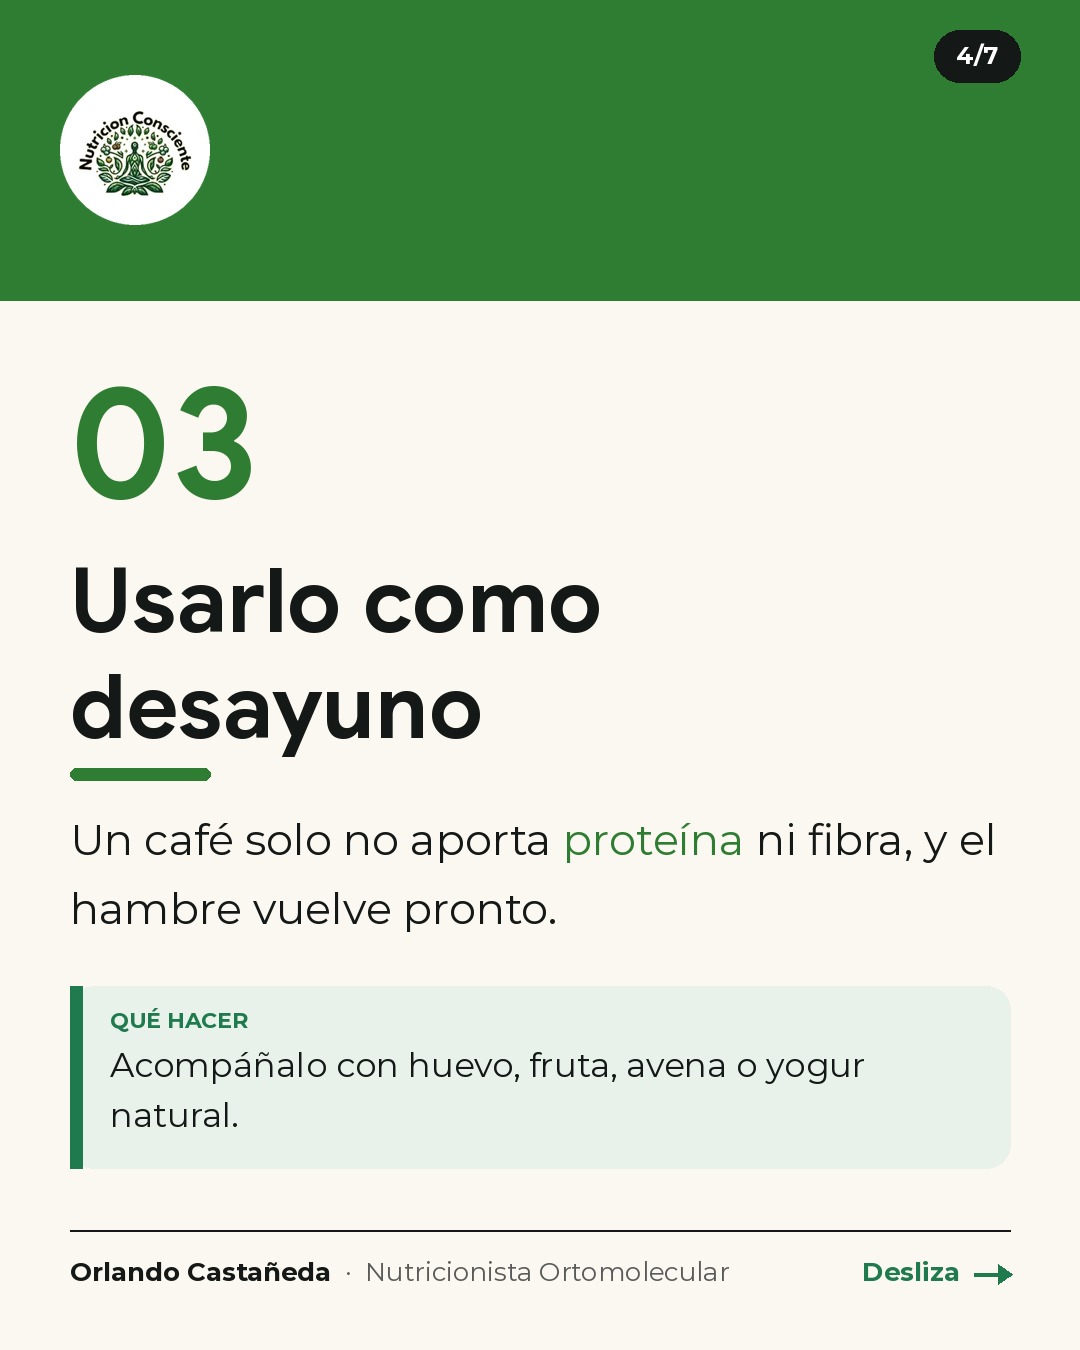 4/7
Nutricion Consciente
03
Usarlo como
desayuno
Un café solo no aporta proteína ni fibra, y el
hambre vuelve pronto.
QUÉ HACER
Acompáñalo con huevo, fruta, avena o yogur
natural.
Orlando Castañeda · Nutricionista Ortomolecular
Desliza →